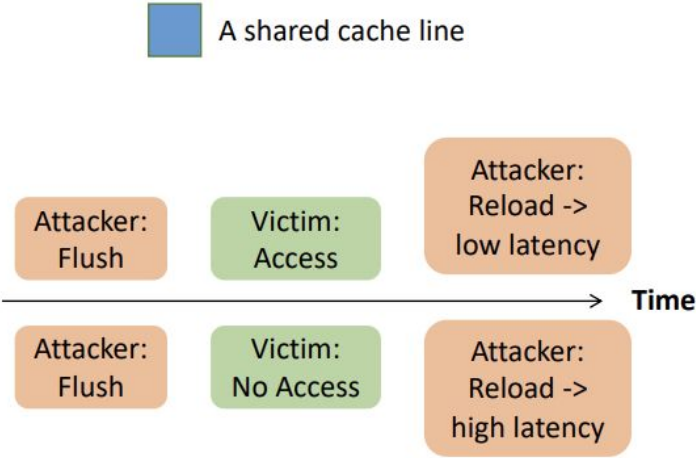 A shared cache line
Attacker:
Flush
Victim:
Access
Attacker:
Reload ->
low latency
Time
Attacker:
Flush
Victim:
No Access
Attacker:
Reload ->
high latency